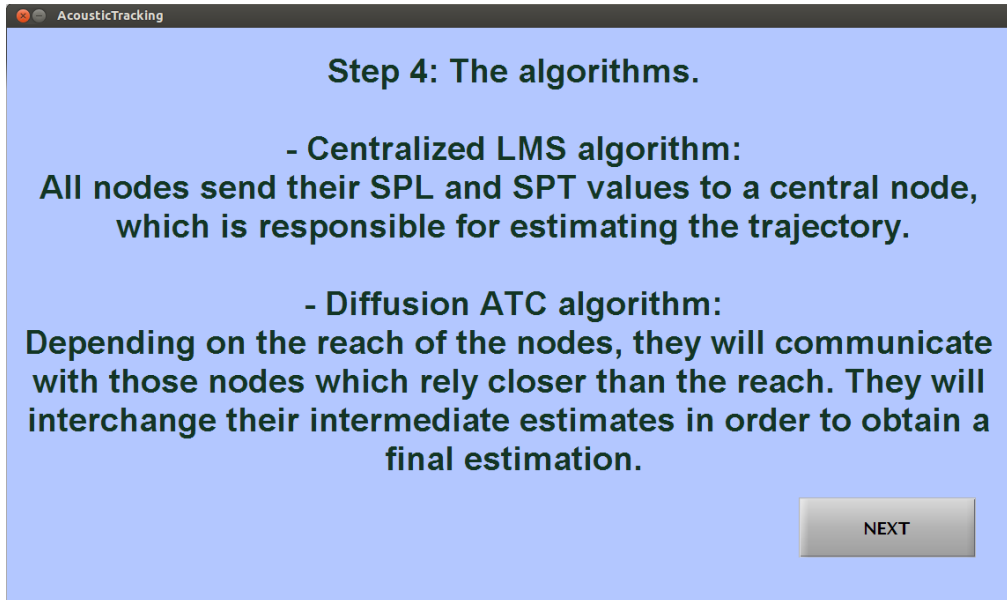 AcousticTracking
Step 4: The algorithms.
- Centralized LMS algorithm:
All nodes send their SPL and SPT values to a central node,
which is responsible for estimating the trajectory.
- Diffusion ATC algorithm:
Depending on the reach of the nodes, they will communicate
with those nodes which rely closer than the reach. They will
interchange their intermediate estimates in order to obtain a
final estimation.
NEXT